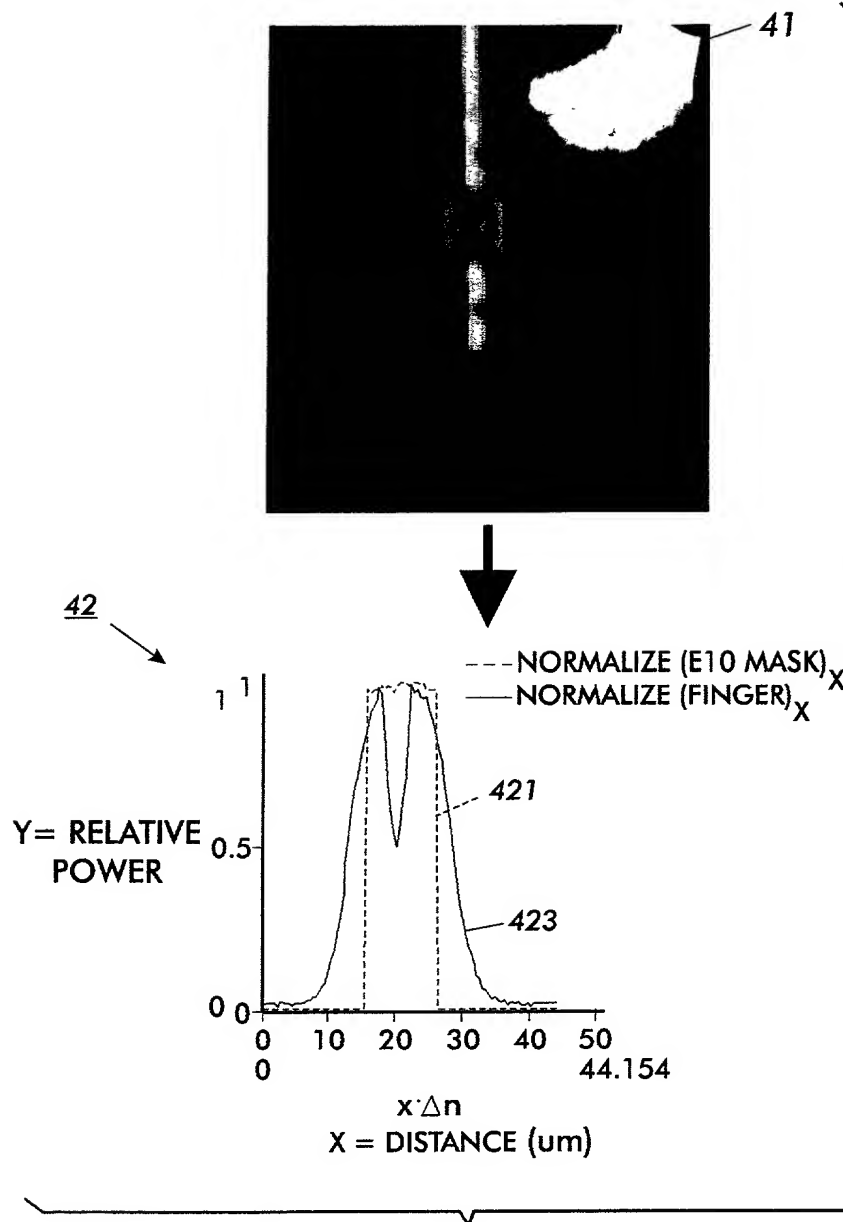 41
42
--- NORMALIZE (E10 MASK)X
— NORMALIZE (FINGER)X
1 1
421
Y= RELATIVE
POWER
0.5
423
0 0
0 10 20 30 40 50
0 44.154
x·Δn
X = DISTANCE (um)